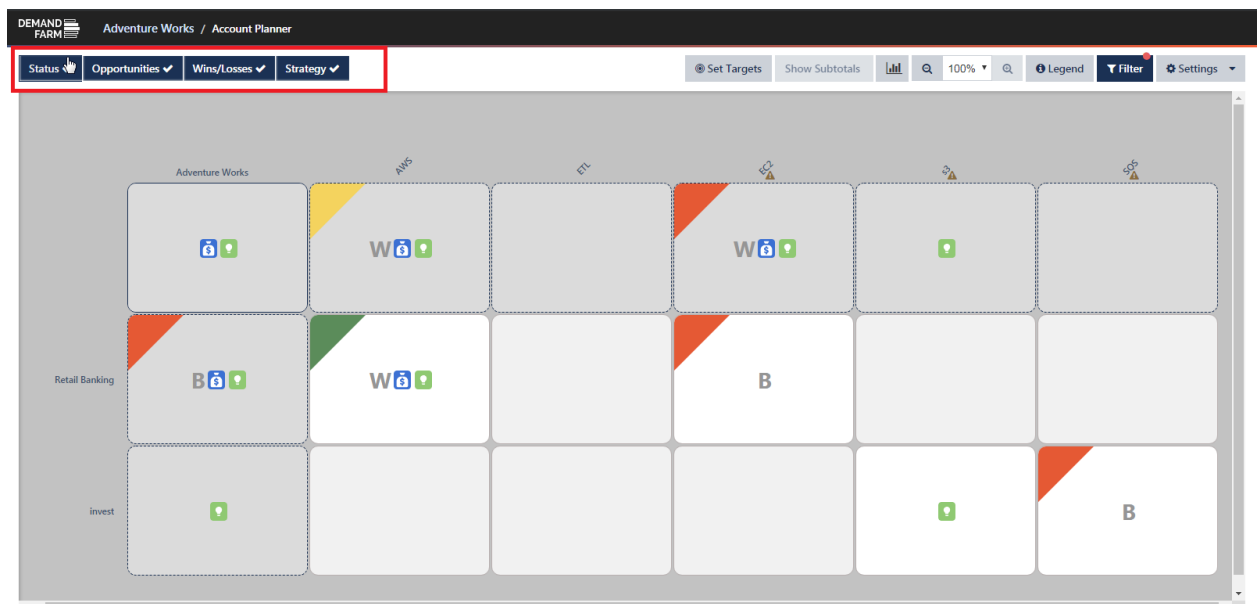 DEMAND
FARM
Adventure Works / Account Planner
Status Opportunities Wins/Losses Strategy
Set Targets Show Subtotals 100% Legend Filter Settings
Adventure Works AWS ETL EC2 s3 SOS
W W
Retail Banking B W B
invest B